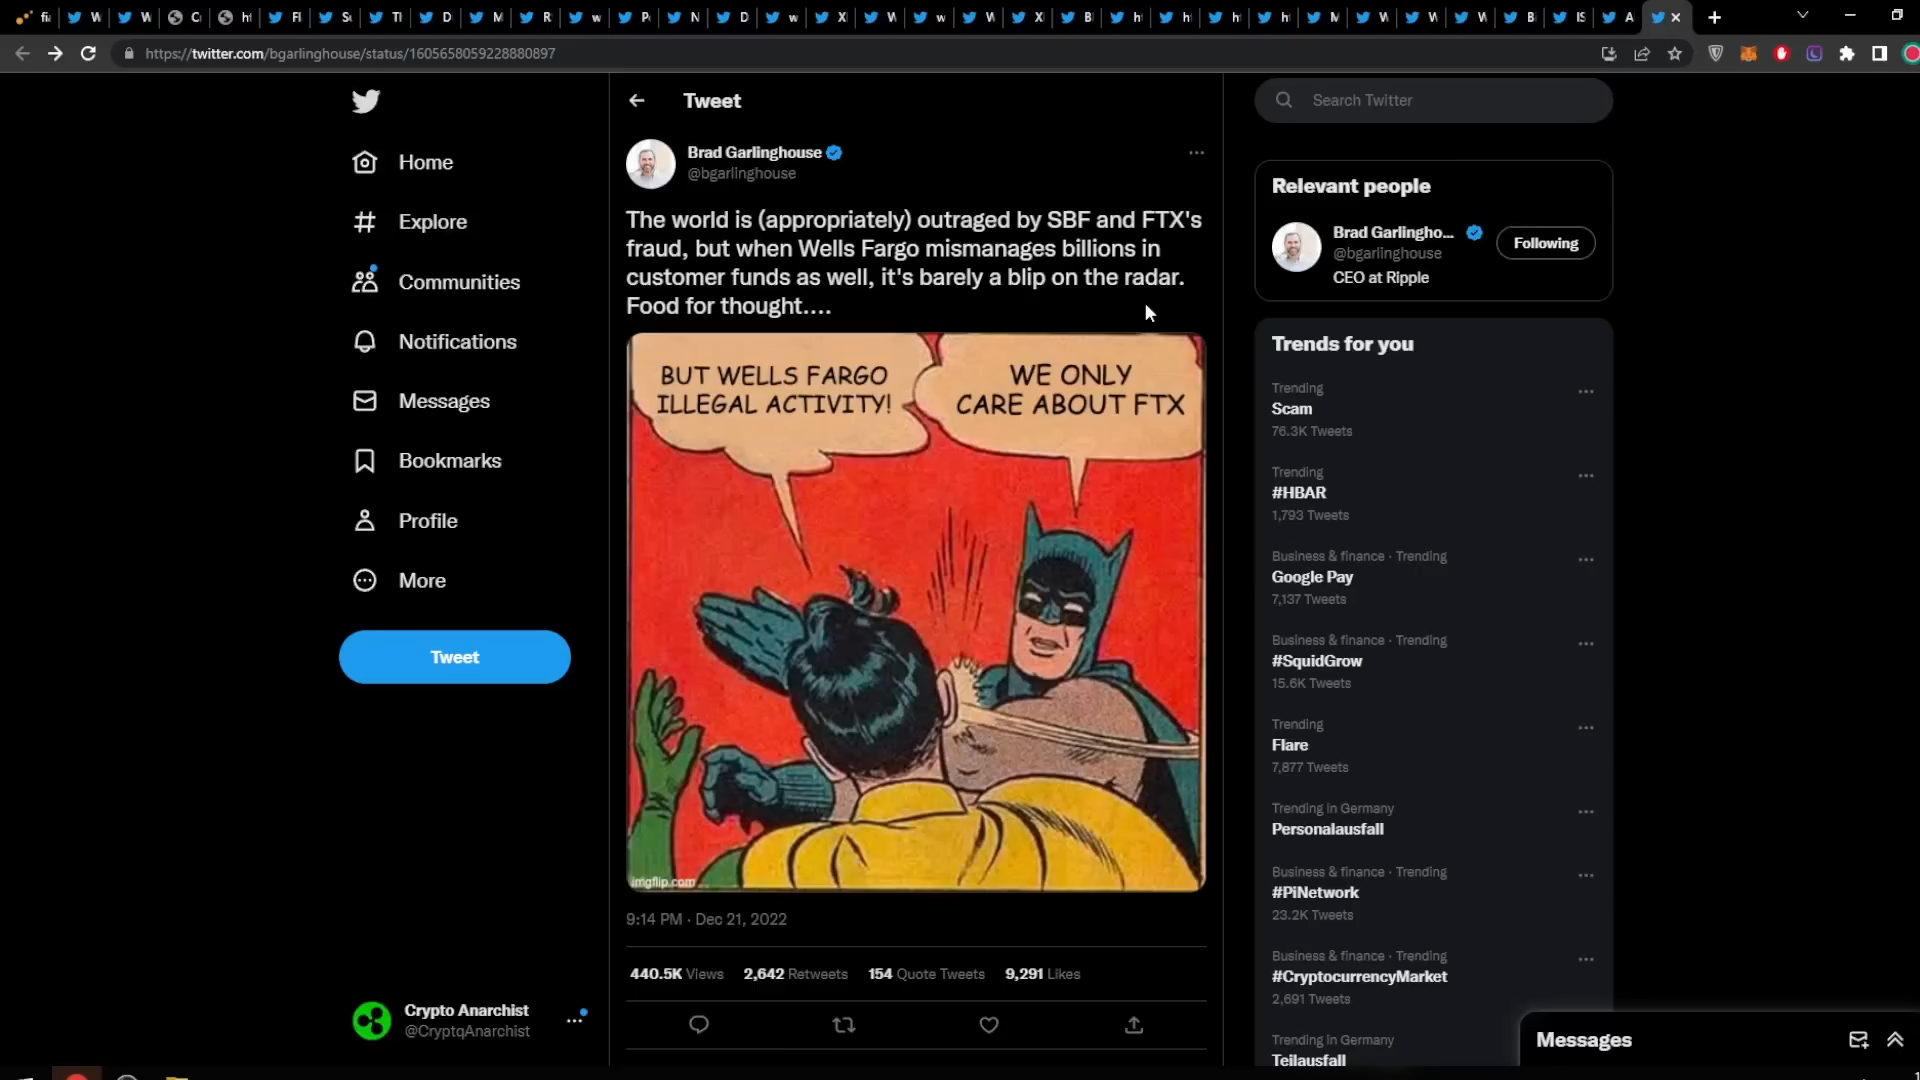 https://twitter.com/bgarlinghouse/status/1605658059228880897
Home
Explore
Communities
Notifications
Messages
Bookmarks
Profile
More
Tweet
Crypto Anarchist
@CryptqAnarchist
Tweet
Brad Garlinghouse
@bgarlinghouse
The world is (appropriately) outraged by SBF and FTX's
fraud, but when Wells Fargo mismanages billions in
customer funds as well, it's barely a blip on the radar.
Food for thought....
BUT WELLS FARGO
ILLEGAL ACTIVITY!
WE ONLY
CARE ABOUT FTX
imgflip.com
9:14 PM · Dec 21, 2022
440.5K Views 2,642 Retweets 154 Quote Tweets 9,291 Likes
Search Twitter
Relevant people
Brad Garlingho...
@bgarlinghouse
Following
CEO at Ripple
Trends for you
Trending
Scam
76.3K Tweets
Trending
#HBAR
1,793 Tweets
Business & finance · Trending
Google Pay
7,137 Tweets
Business & finance · Trending
#SquidGrow
15.6K Tweets
Trending
Flare
7,877 Tweets
Trending in Germany
Personalausfall
Business & finance · Trending
#PiNetwork
23.2K Tweets
Business & finance · Trending
#CryptocurrencyMarket
2,691 Tweets
Trending in Germany
Teilausfall
Messages